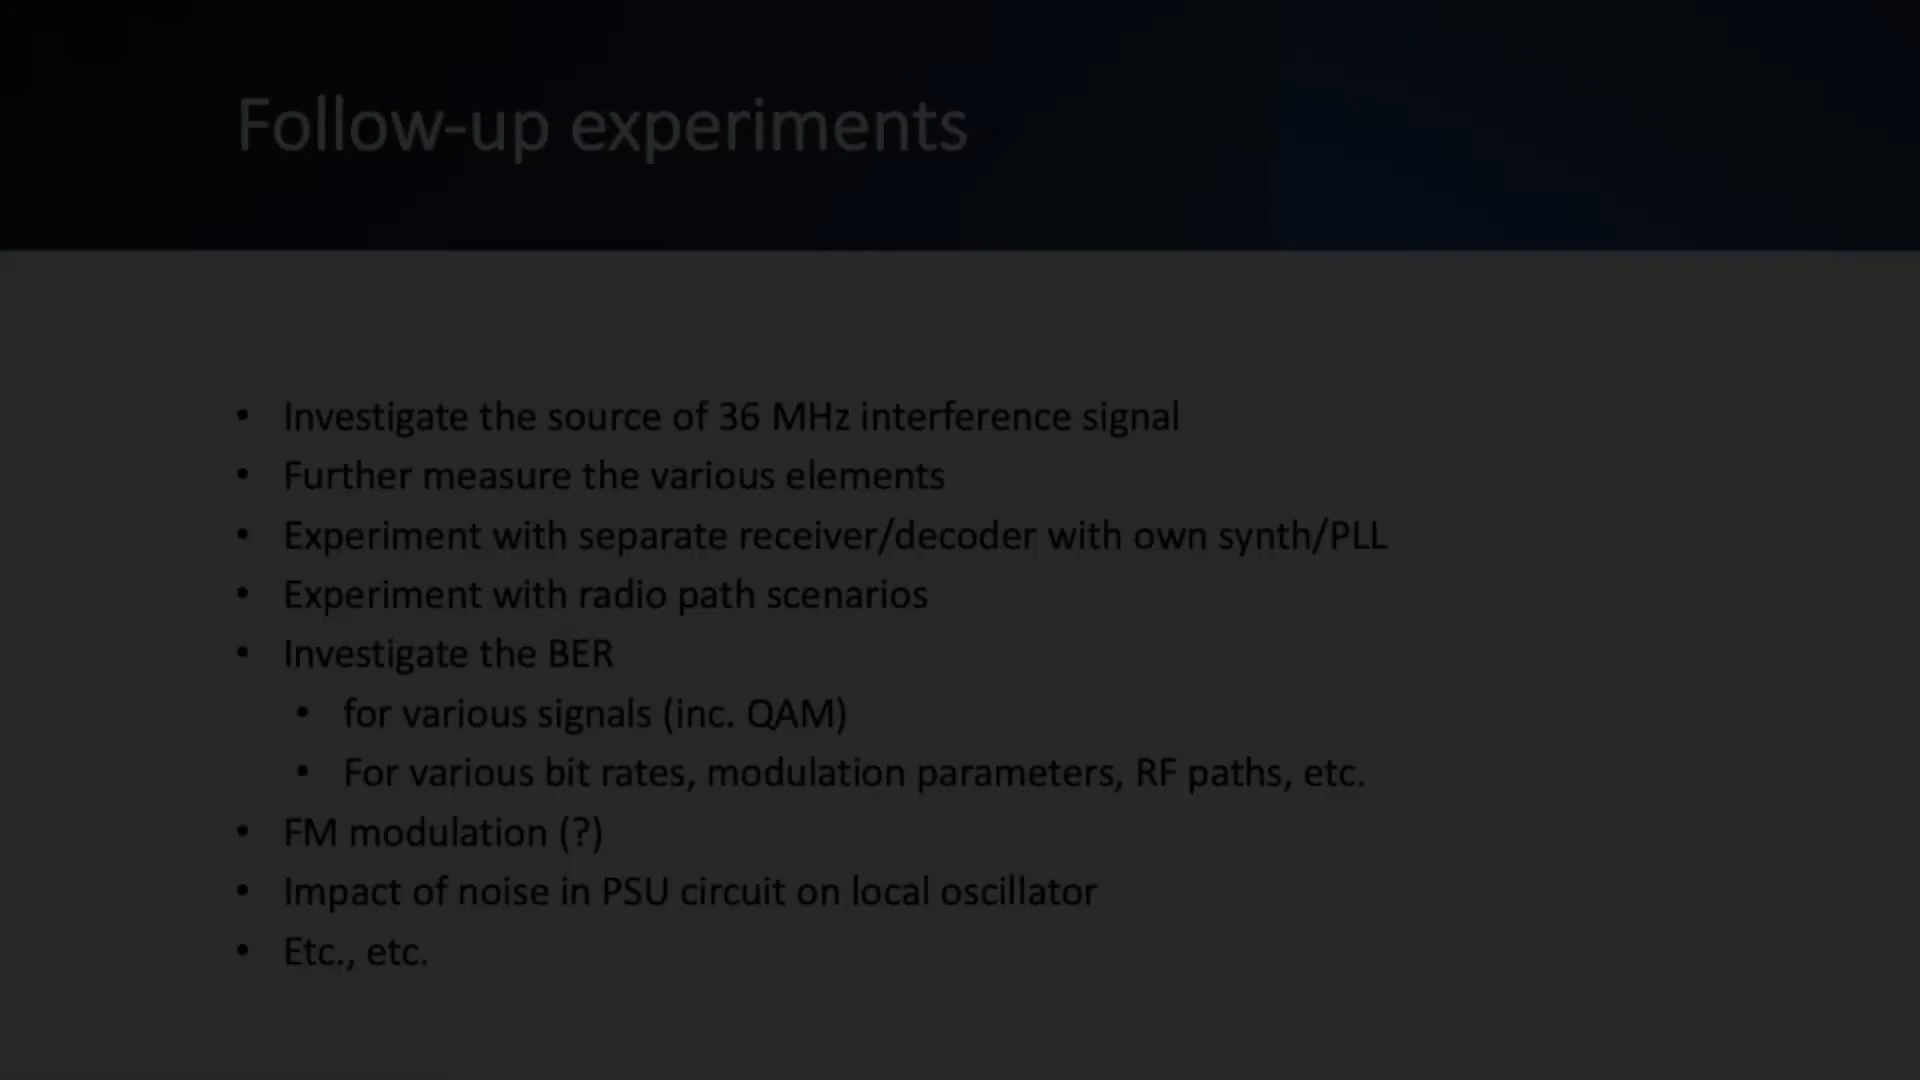 Follow-up experiments
• Investigate the source of 36 MHz interference signal
• Further measure the various elements
• Experiment with separate receiver/decoder with own synth/PLL
• Experiment with radio path scenarios
• Investigate the BER
• for various signals (inc. QAM)
• For various bit rates, modulation parameters, RF paths, etc.
• FM modulation (?)
• Impact of noise in PSU circuit on local oscillator
• Etc., etc.